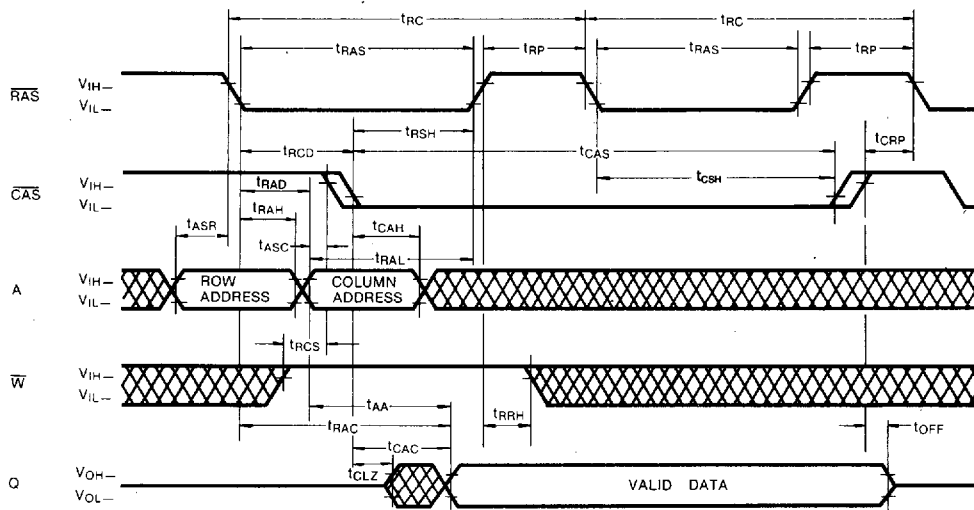 tRC tRC
tRAS tRP tRAS tRP
RAS VIH
VIL
tRSH
tRCD tCAS tCRP
CAS VIH tRAD tCSH
VIL
tRAH
tASR tASC tCAH
tRAL
A VIH ROW ADDRESS COLUMN ADDRESS
VIL
tRCS
W VIH
VIL
tAA tRRH
tRAC tOFF
tCAC
tCLZ
Q VOH VALID DATA
VOL